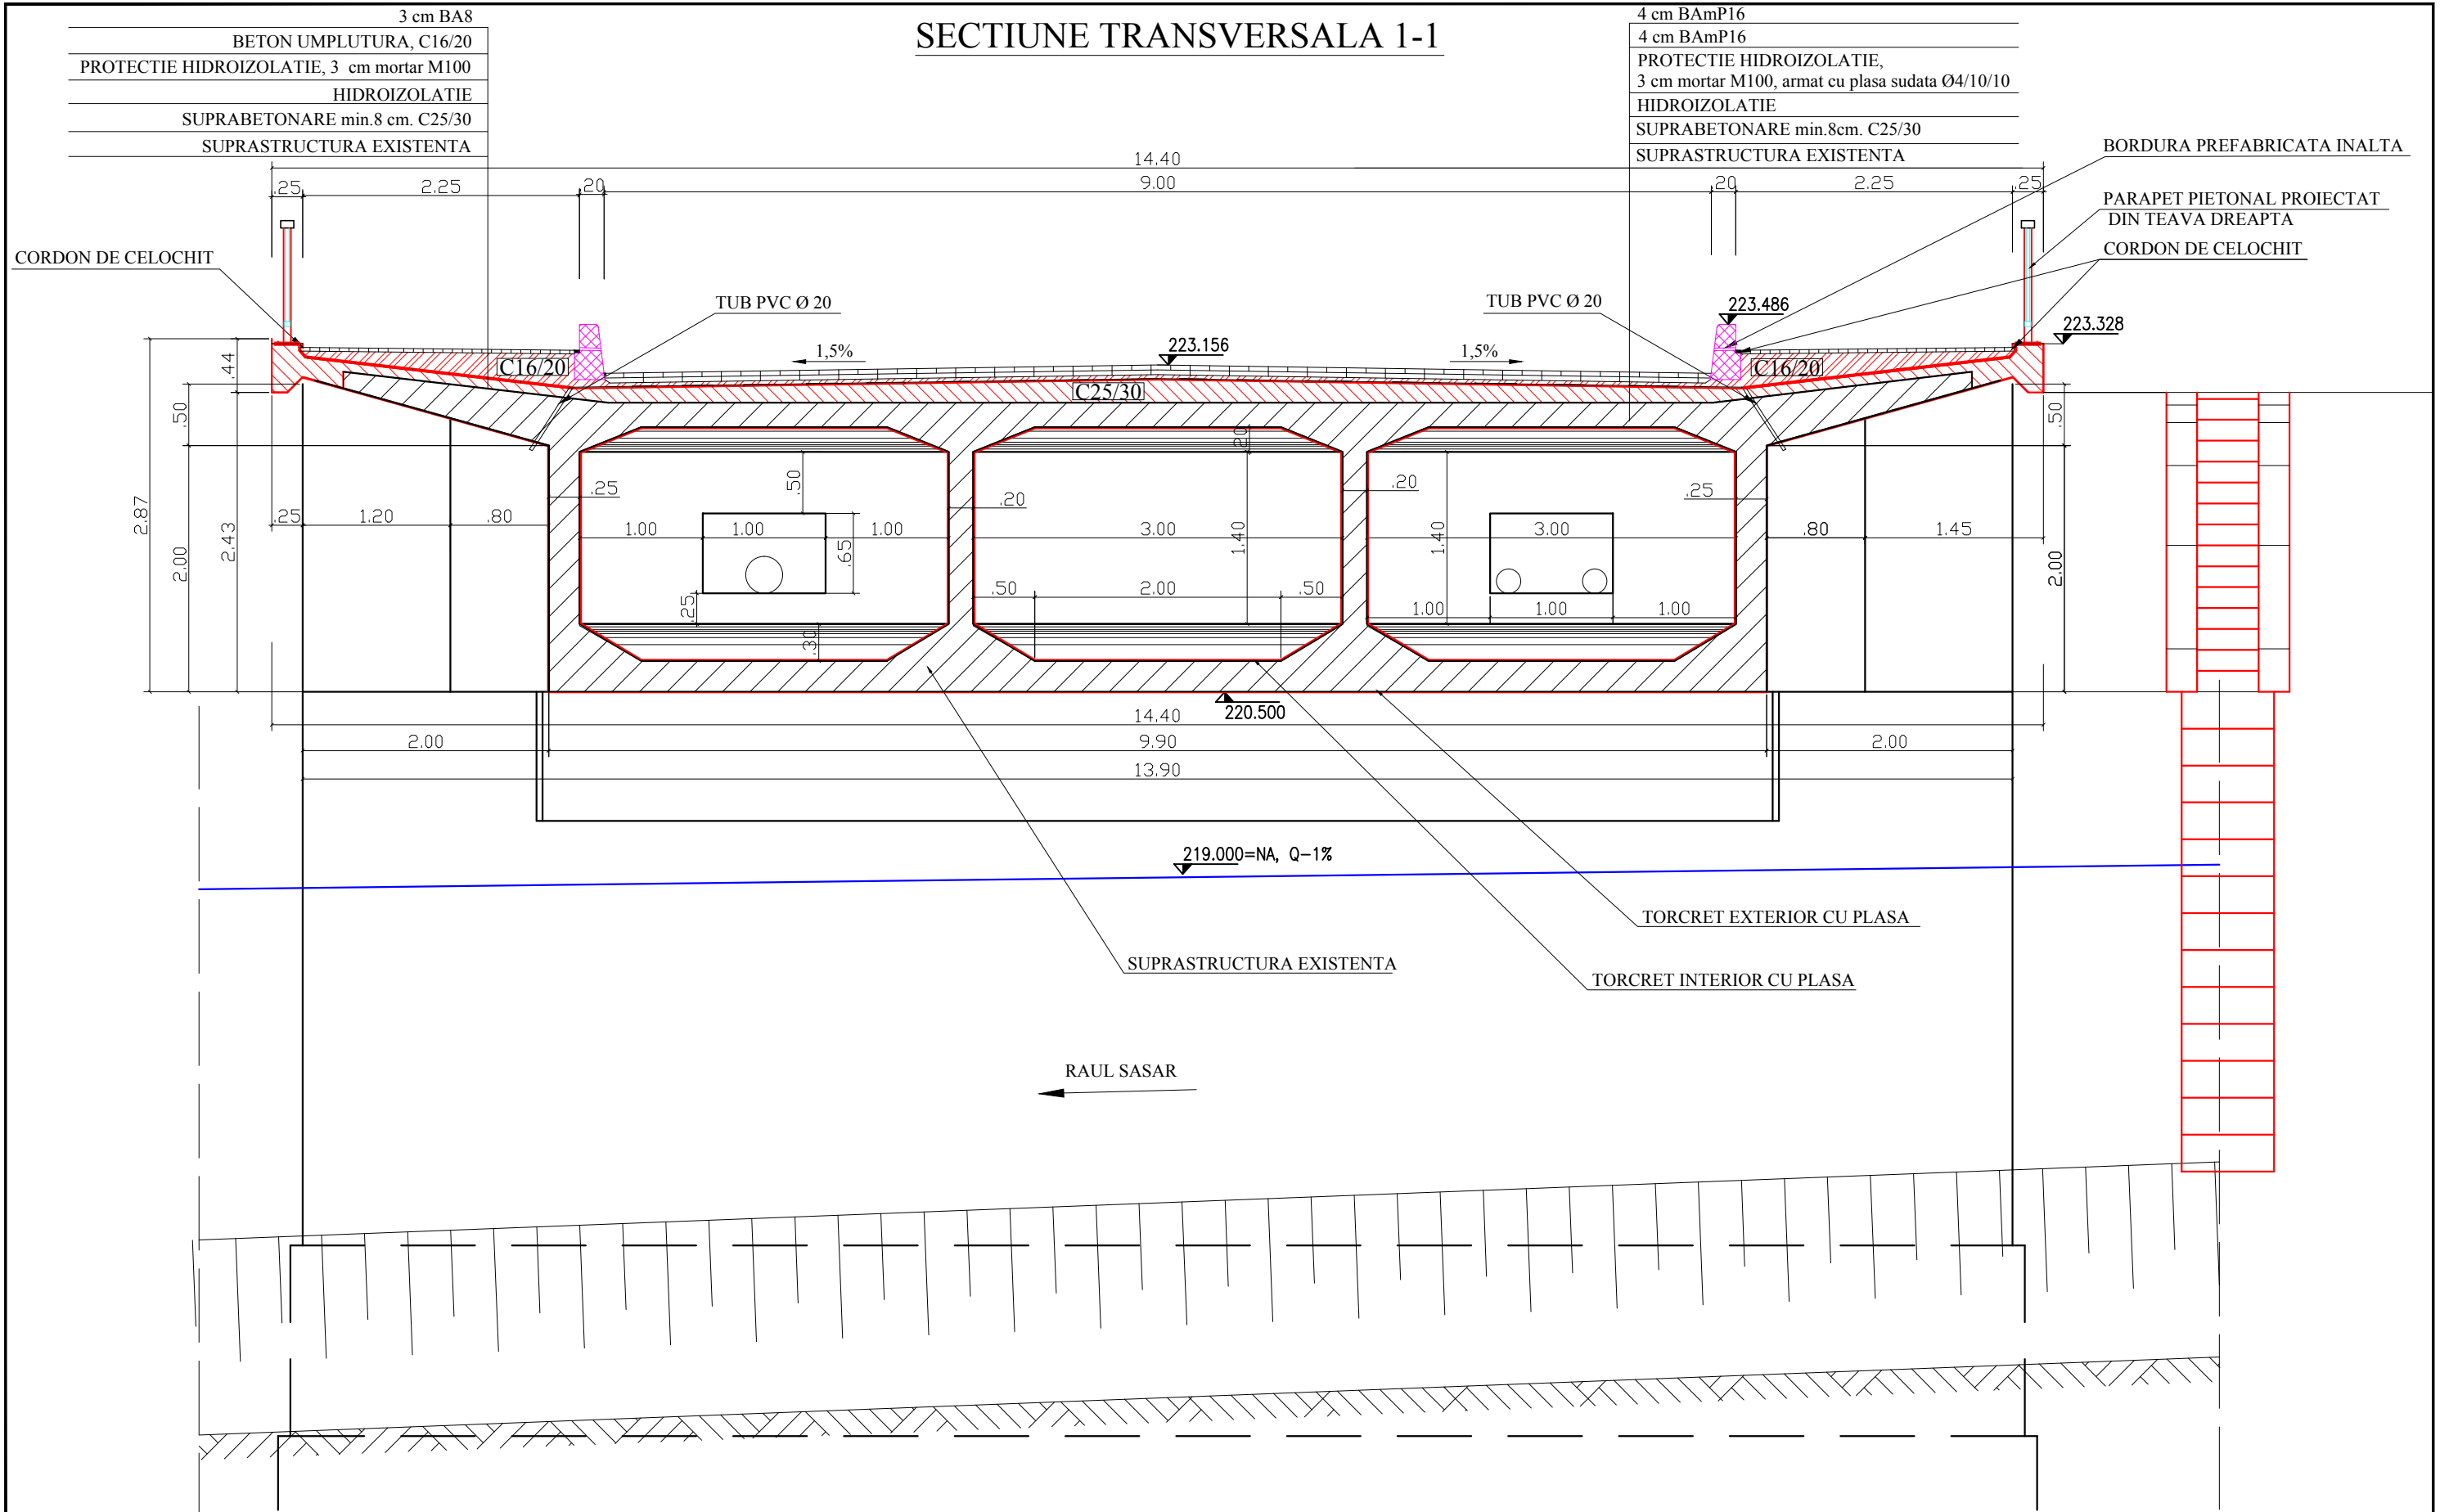 SECTIUNE TRANSVERSALA 1-1
3 cm BA8
BETON UMPLUTURA, C16/20
PROTECTIE HIDROIZOLATIE, 3 cm mortar M100
HIDROIZOLATIE
SUPRABETONARE min.8 cm. C25/30
SUPRASTRUCTURA EXISTENTA
4 cm BAmP16
4 cm BAmP16
PROTECTIE HIDROIZOLATIE,
3 cm mortar M100, armat cu plasa sudata Ø4/10/10
HIDROIZOLATIE
SUPRABETONARE min.8cm. C25/30
SUPRASTRUCTURA EXISTENTA
BORDURA PREFABRICATA INALTA
PARAPET PIETONAL PROIECTAT
DIN TEAVA DREAPTA
CORDON DE CELOCHIT
CORDON DE CELOCHIT
14.40
.25
2.25
.20
9.00
.20
2.25
.25
TUB PVC Ø 20
TUB PVC Ø 20
223.486
223.328
223.156
1,5%
1,5%
C16/20
C25/30
C16/20
.44
.50
2.87
2.00
2.43
.25
1.20
.80
.25
1.00
1.00
1.00
.50
.65
.25
.30
.20
.20
3.00
1.40
.50
2.00
.50
.20
1.40
3.00
1.00
1.00
1.00
.25
.80
1.45
.50
2.00
220.500
14.40
2.00
9.90
2.00
13.90
219.000=NA, Q-1%
TORCRET EXTERIOR CU PLASA
SUPRASTRUCTURA EXISTENTA
TORCRET INTERIOR CU PLASA
RAUL SASAR